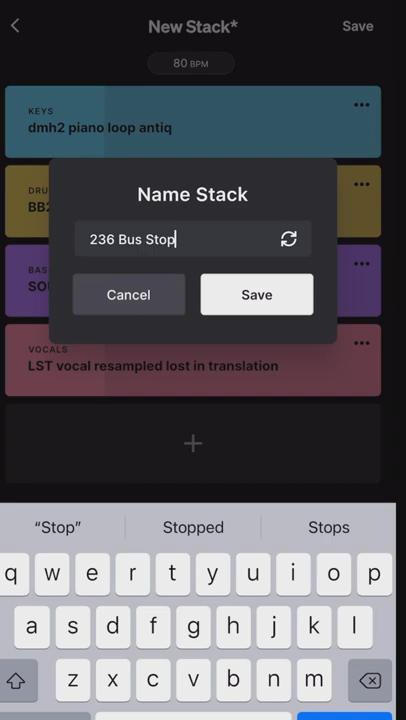 New Stack*
Save
80 BPM
KEYS
dmh2 piano loop antiq
Name Stack
236 Bus Stop
Cancel
Save
VOCALS
LST vocal resampled lost in translation
"Stop" Stopped Stops
q w e r t y u i o p
a s d f g h j k l
z x c v b n m